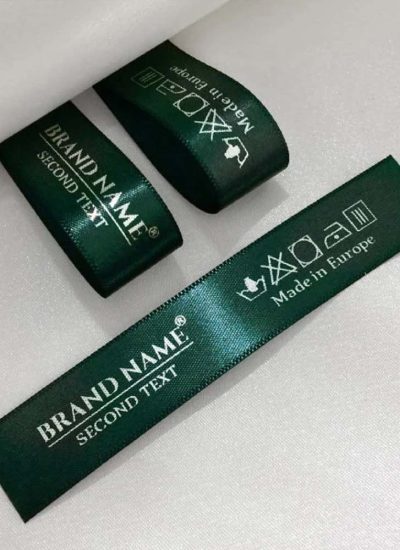 BRAND NAME®
SECOND TEXT
Made in Europe
BRAND NAME®
SECOND TEXT
Made in Europe